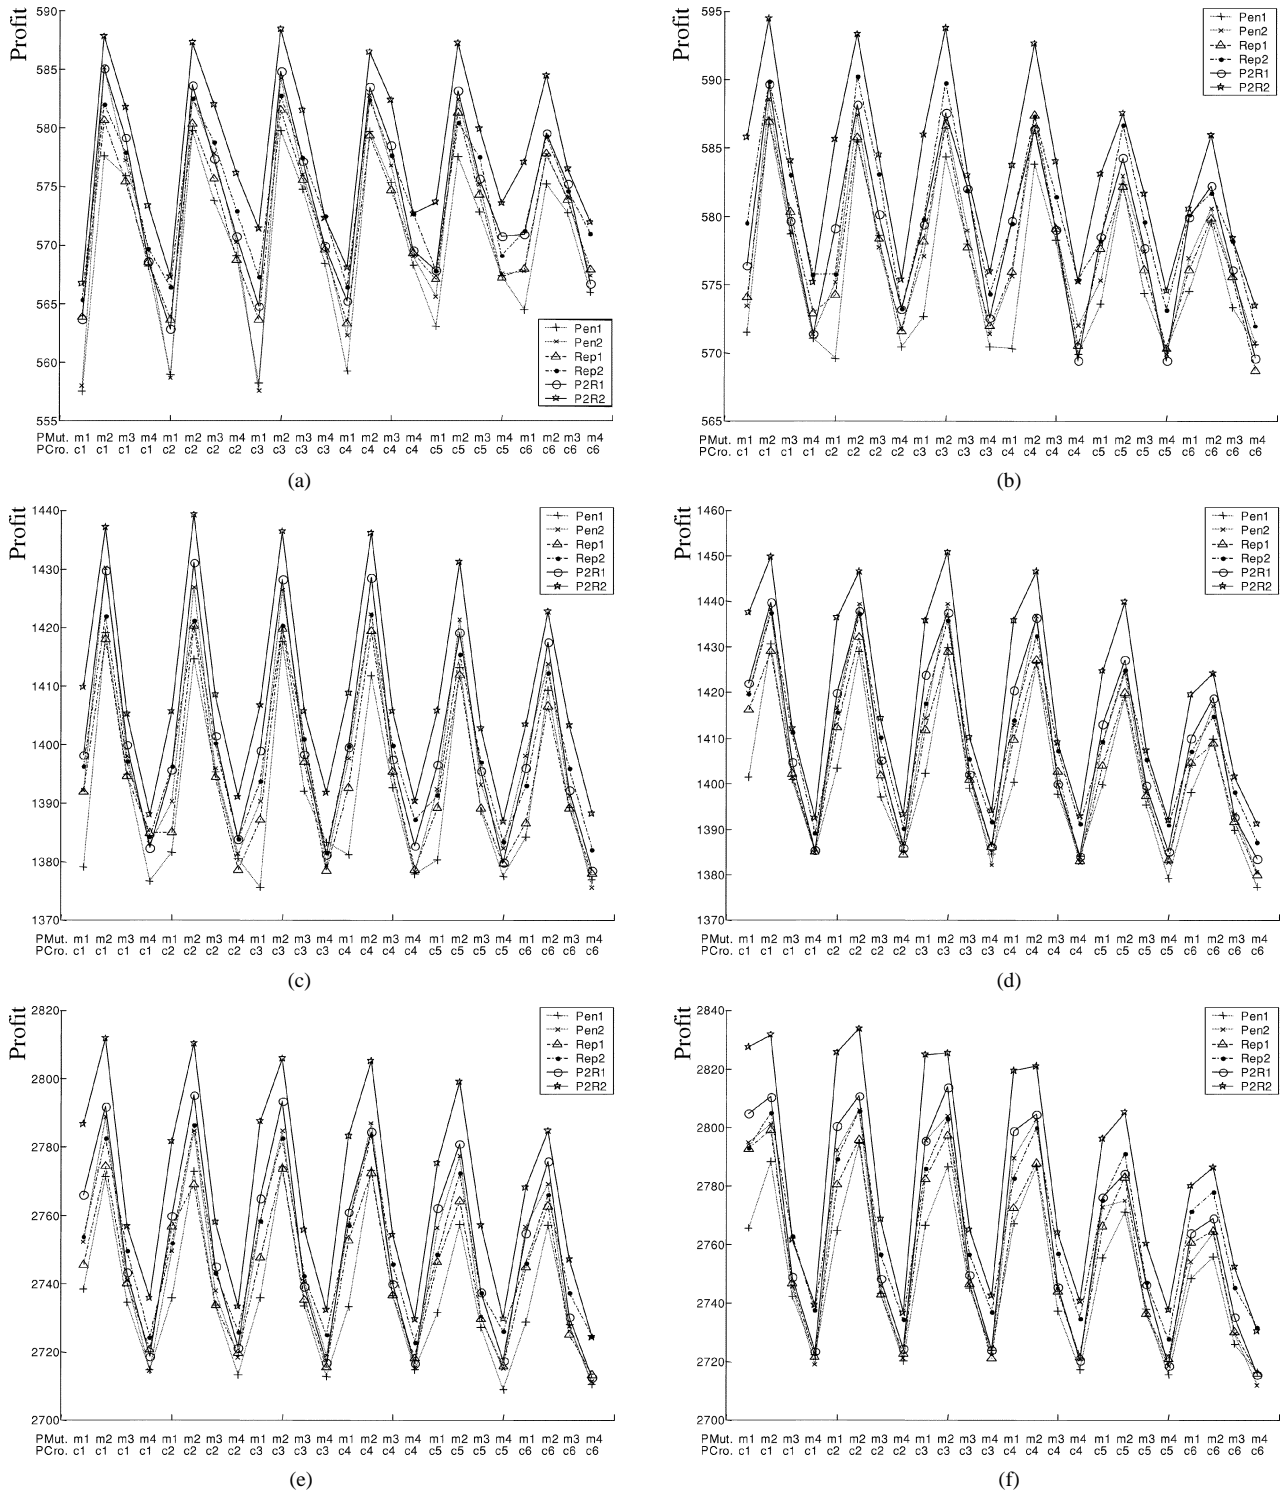 Profit
590
585
580
575
570
565
560
555
Pen1
Pen2
Rep1
Rep2
P2R1
P2R2
PMut. m1 m2 m3 m4 m1 m2 m3 m4 m1 m2 m3 m4 m1 m2 m3 m4 m1 m2 m3 m4 m1 m2 m3 m4
PCro. c1 c1 c1 c1 c2 c2 c2 c2 c3 c3 c3 c3 c4 c4 c4 c4 c5 c5 c5 c5 c6 c6 c6 c6
(a)
Profit
595
590
585
580
575
570
565
Pen1
Pen2
Rep1
Rep2
P2R1
P2R2
PMut. m1 m2 m3 m4 m1 m2 m3 m4 m1 m2 m3 m4 m1 m2 m3 m4 m1 m2 m3 m4 m1 m2 m3 m4
PCro. c1 c1 c1 c1 c2 c2 c2 c2 c3 c3 c3 c3 c4 c4 c4 c4 c5 c5 c5 c5 c6 c6 c6 c6
(b)
Profit
1440
1430
1420
1410
1400
1390
1380
1370
Pen1
Pen2
Rep1
Rep2
P2R1
P2R2
PMut. m1 m2 m3 m4 m1 m2 m3 m4 m1 m2 m3 m4 m1 m2 m3 m4 m1 m2 m3 m4 m1 m2 m3 m4
PCro. c1 c1 c1 c1 c2 c2 c2 c2 c3 c3 c3 c3 c4 c4 c4 c4 c5 c5 c5 c5 c6 c6 c6 c6
(c)
Profit
1460
1450
1440
1430
1420
1410
1400
1390
1380
1370
Pen1
Pen2
Rep1
Rep2
P2R1
P2R2
PMut. m1 m2 m3 m4 m1 m2 m3 m4 m1 m2 m3 m4 m1 m2 m3 m4 m1 m2 m3 m4 m1 m2 m3 m4
PCro. c1 c1 c1 c1 c2 c2 c2 c2 c3 c3 c3 c3 c4 c4 c4 c4 c5 c5 c5 c5 c6 c6 c6 c6
(d)
Profit
2820
2800
2780
2760
2740
2720
2700
Pen1
Pen2
Rep1
Rep2
P2R1
P2R2
PMut. m1 m2 m3 m4 m1 m2 m3 m4 m1 m2 m3 m4 m1 m2 m3 m4 m1 m2 m3 m4 m1 m2 m3 m4
PCro. c1 c1 c1 c1 c2 c2 c2 c2 c3 c3 c3 c3 c4 c4 c4 c4 c5 c5 c5 c5 c6 c6 c6 c6
(e)
Profit
2840
2820
2800
2780
2760
2740
2720
2700
Pen1
Pen2
Rep1
Rep2
P2R1
P2R2
PMut. m1 m2 m3 m4 m1 m2 m3 m4 m1 m2 m3 m4 m1 m2 m3 m4 m1 m2 m3 m4 m1 m2 m3 m4
PCro. c1 c1 c1 c1 c2 c2 c2 c2 c3 c3 c3 c3 c4 c4 c4 c4 c5 c5 c5 c5 c6 c6 c6 c6
(f)